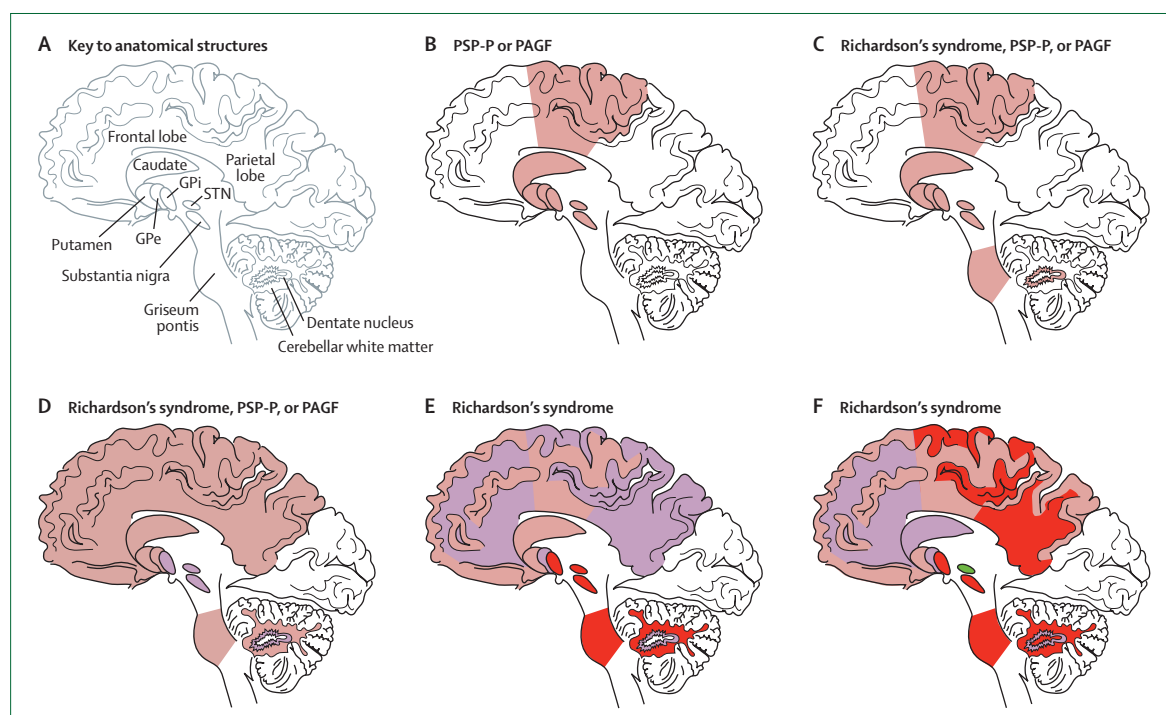 A Key to anatomical structures
Frontal lobe
Caudate
Parietal
lobe
GPi
STN
Putamen
GPe
Substantia nigra
Griseum
pontis
Dentate nucleus
Cerebellar white matter
B PSP-P or PAGF
C Richardson's syndrome, PSP-P, or PAGF
D Richardson's syndrome, PSP-P, or PAGF
E Richardson's syndrome
F Richardson's syndrome